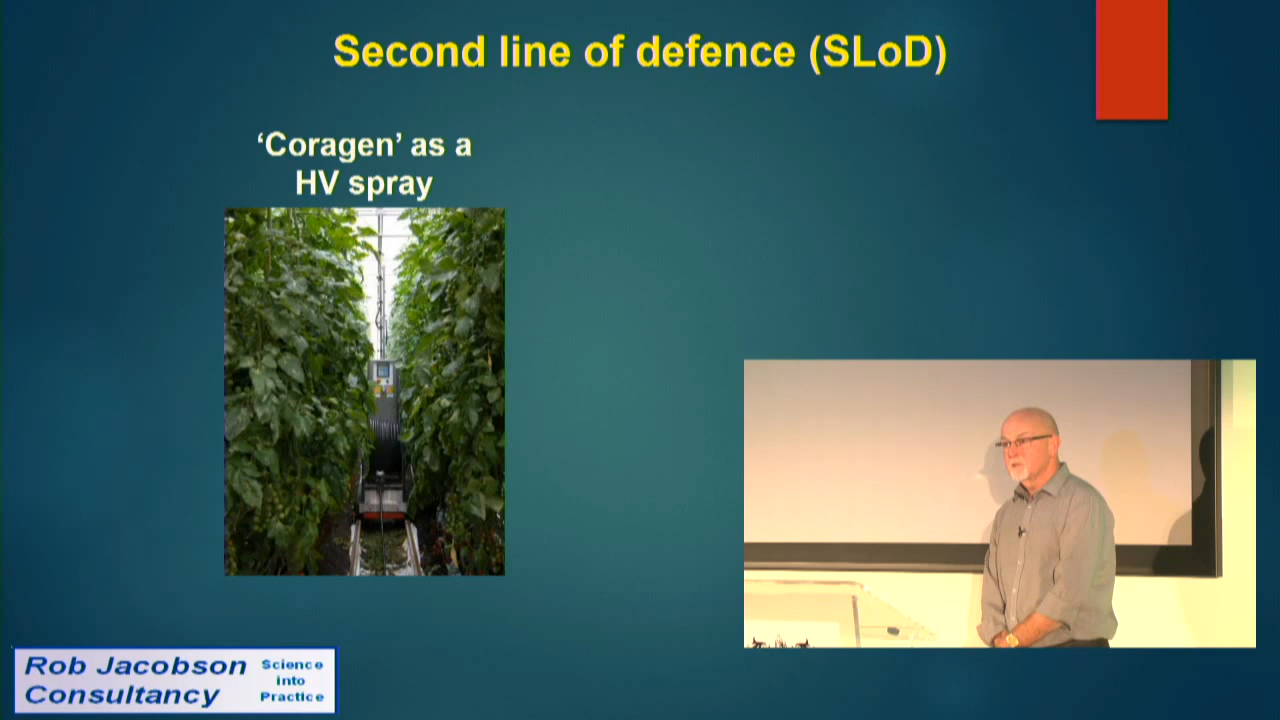 Second line of defence (SLoD)
‘Coragen’ as a
HV spray
Rob Jacobson
Consultancy
Science
into
Practice